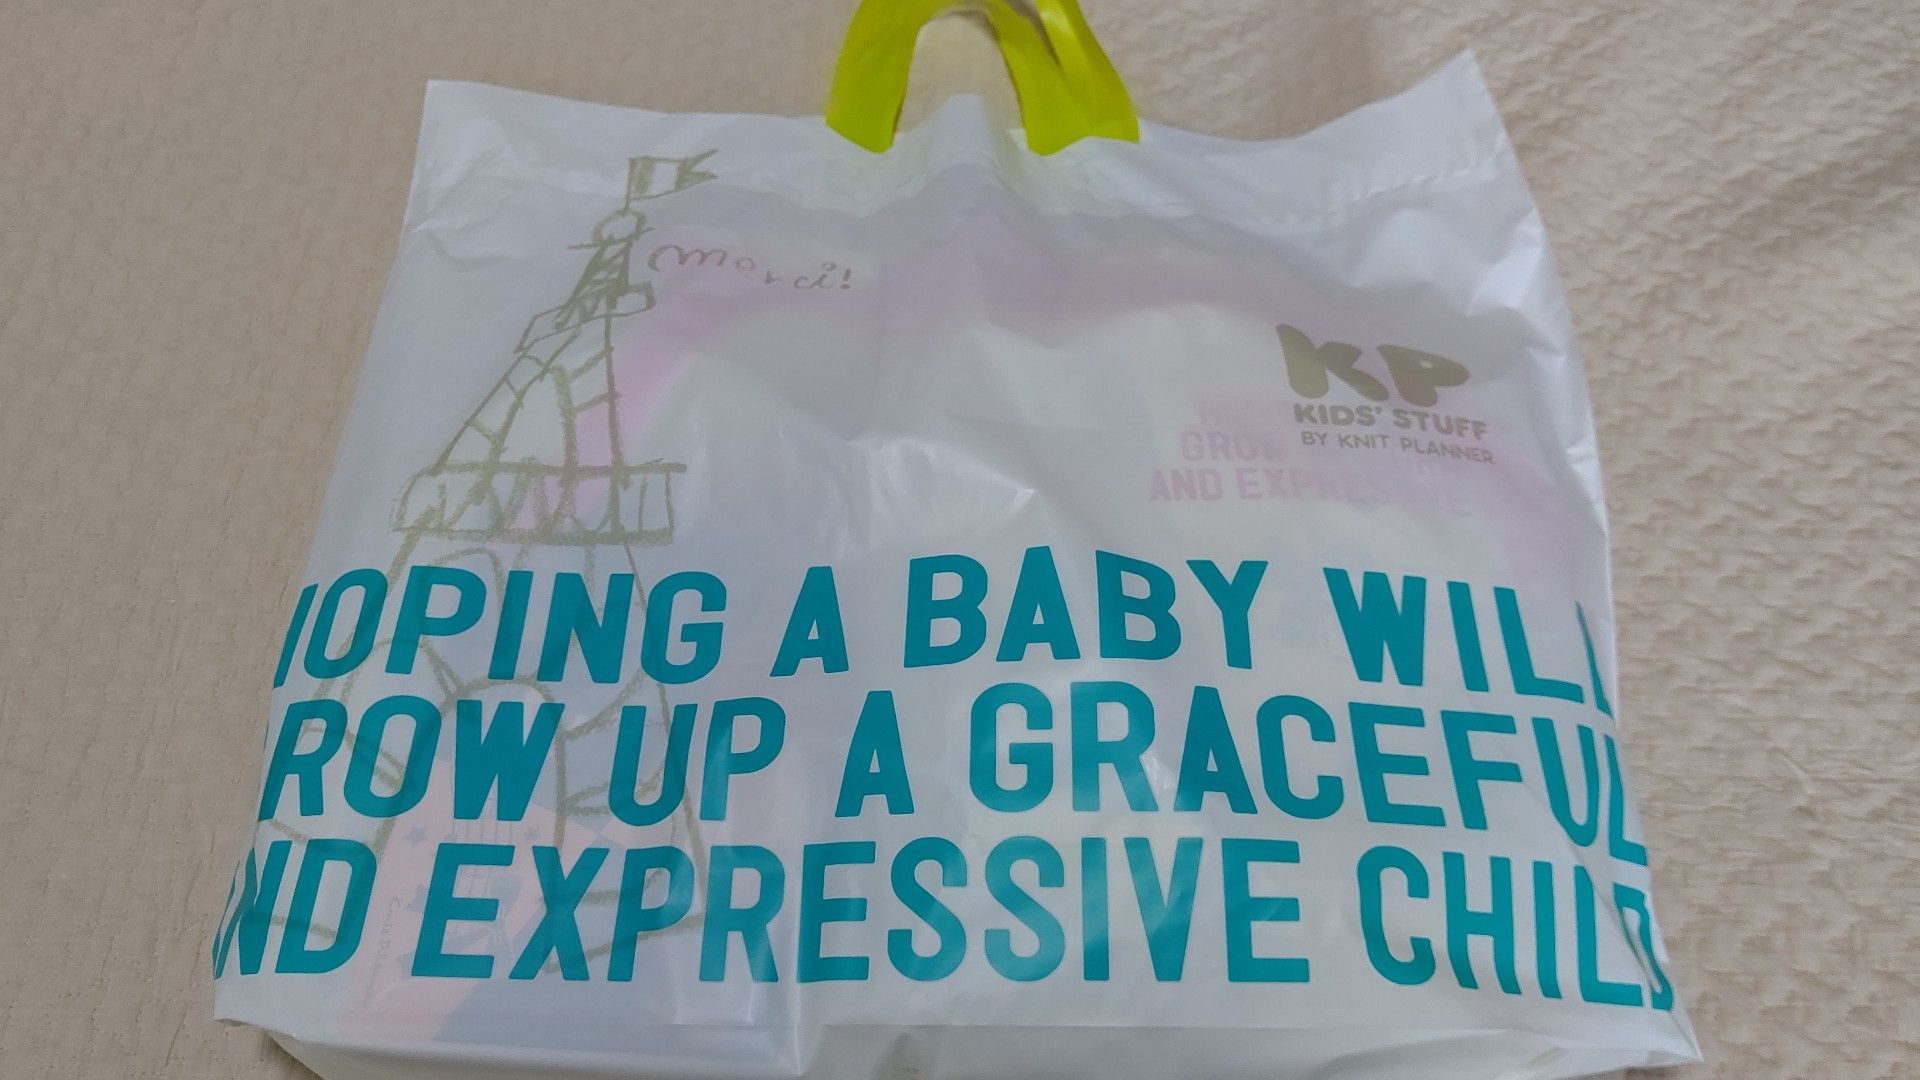 merci!
KP
KIDS' STUFF
BY KNIT PLANNER
AND EXPRESSIVE
HOPING A BABY WILL
GROW UP A GRACEFUL
AND EXPRESSIVE CHILD